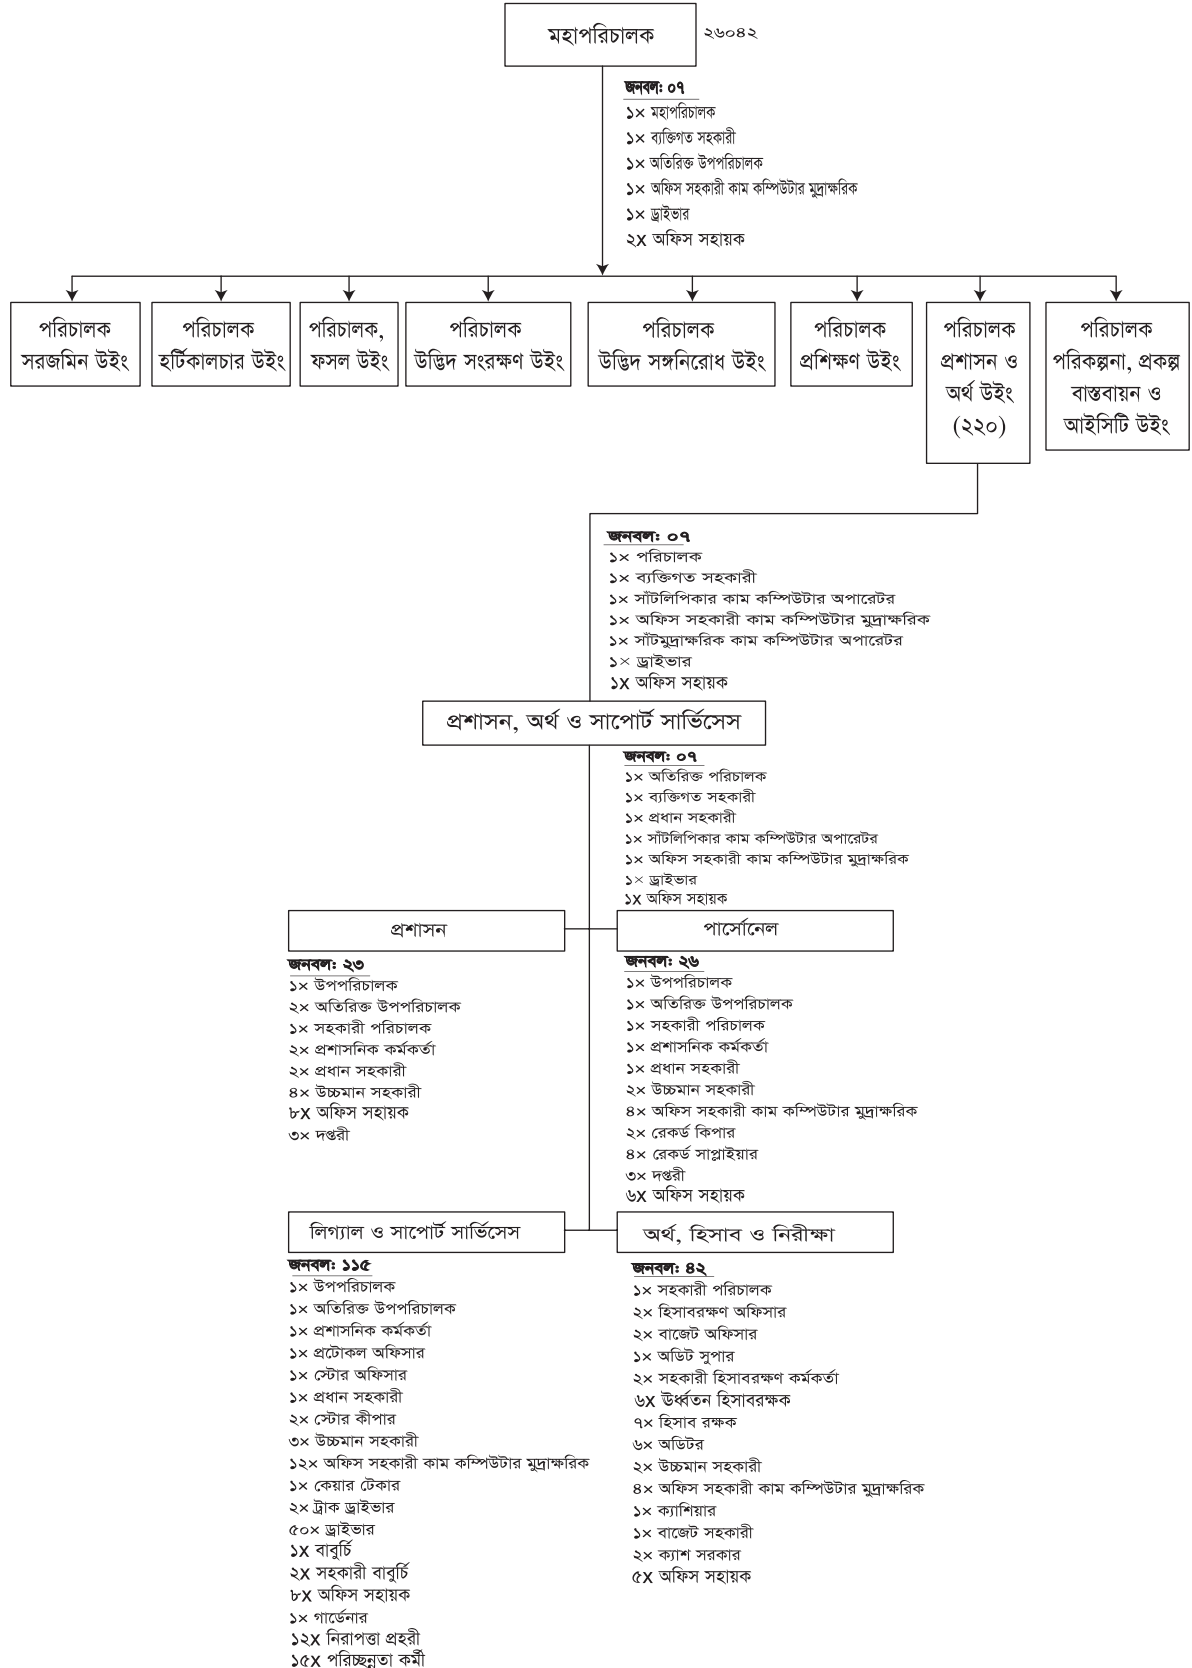 মহাপরিচালক
২৬০৪২
জনবল: ০৭
১× মহাপরিচালক
১× ব্যক্তিগত সহকারী
১× অতিরিক্ত উপপরিচালক
১× অফিস সহকারী কাম কম্পিউটার মুদ্রাক্ষরিক
১× ড্রাইভার
২X অফিস সহায়ক
পরিচালক
সরজমিন উইং
পরিচালক
হর্টিকালচার উইং
পরিচালক,
ফসল উইং
পরিচালক
উদ্ভিদ সংরক্ষণ উইং
পরিচালক
উদ্ভিদ সঙ্গনিরোধ উইং
পরিচালক
প্রশিক্ষণ উইং
পরিচালক
প্রশাসন ও
অর্থ উইং
(২২০)
পরিচালক
পরিকল্পনা, প্রকল্প
বাস্তবায়ন ও
আইসিটি উইং
জনবল: ০৭
১× পরিচালক
১× ব্যক্তিগত সহকারী
১× সাঁটলিপিকার কাম কম্পিউটার অপারেটর
১× অফিস সহকারী কাম কম্পিউটার মুদ্রাক্ষরিক
১× সাঁটমুদ্রাক্ষরিক কাম কম্পিউটার অপারেটর
১× ড্রাইভার
১X অফিস সহায়ক
প্রশাসন, অর্থ ও সাপোর্ট সার্ভিসেস
জনবল: ০৭
১× অতিরিক্ত পরিচালক
১× ব্যক্তিগত সহকারী
১× প্রধান সহকারী
১× সাঁটলিপিকার কাম কম্পিউটার অপারেটর
১× অফিস সহকারী কাম কম্পিউটার মুদ্রাক্ষরিক
১× ড্রাইভার
১X অফিস সহায়ক
প্রশাসন
জনবল: ২৩
১× উপপরিচালক
২× অতিরিক্ত উপপরিচালক
১× সহকারী পরিচালক
২× প্রশাসনিক কর্মকর্তা
২× প্রধান সহকারী
৪× উচ্চমান সহকারী
৮X অফিস সহায়ক
৩× দপ্তরী
পার্সোনেল
জনবল: ২৬
১× উপপরিচালক
১× অতিরিক্ত উপপরিচালক
১× সহকারী পরিচালক
১× প্রশাসনিক কর্মকর্তা
১× প্রধান সহকারী
২× উচ্চমান সহকারী
৪× অফিস সহকারী কাম কম্পিউটার মুদ্রাক্ষরিক
২× রেকর্ড কিপার
৪× রেকর্ড সাপ্লাইয়ার
৩× দপ্তরী
৬X অফিস সহায়ক
লিগ্যাল ও সাপোর্ট সার্ভিসেস
জনবল: ১১৫
১× উপপরিচালক
১× অতিরিক্ত উপপরিচালক
১× প্রশাসনিক কর্মকর্তা
১× প্রটোকল অফিসার
১× স্টোর অফিসার
১× প্রধান সহকারী
২× স্টোর কীপার
৩× উচ্চমান সহকারী
১২× অফিস সহকারী কাম কম্পিউটার মুদ্রাক্ষরিক
১× কেয়ার টেকার
২× ট্রাক ড্রাইভার
৫০× ড্রাইভার
১X বাবুর্চি
২X সহকারী বাবুর্চি
৮X অফিস সহায়ক
১× গার্ডেনার
১২X নিরাপত্তা প্রহরী
১৫X পরিচ্ছন্নতা কর্মী
অর্থ, হিসাব ও নিরীক্ষা
জনবল: ৪২
১× সহকারী পরিচালক
২× হিসাবরক্ষণ অফিসার
২× বাজেট অফিসার
১× অডিট সুপার
২× সহকারী হিসাবরক্ষণ কর্মকর্তা
৬X ঊর্ধ্বতন হিসাবরক্ষক
৭× হিসাব রক্ষক
৬× অডিটর
২× উচ্চমান সহকারী
৪× অফিস সহকারী কাম কম্পিউটার মুদ্রাক্ষরিক
১× ক্যাশিয়ার
১× বাজেট সহকারী
২× ক্যাশ সরকার
৫X অফিস সহায়ক